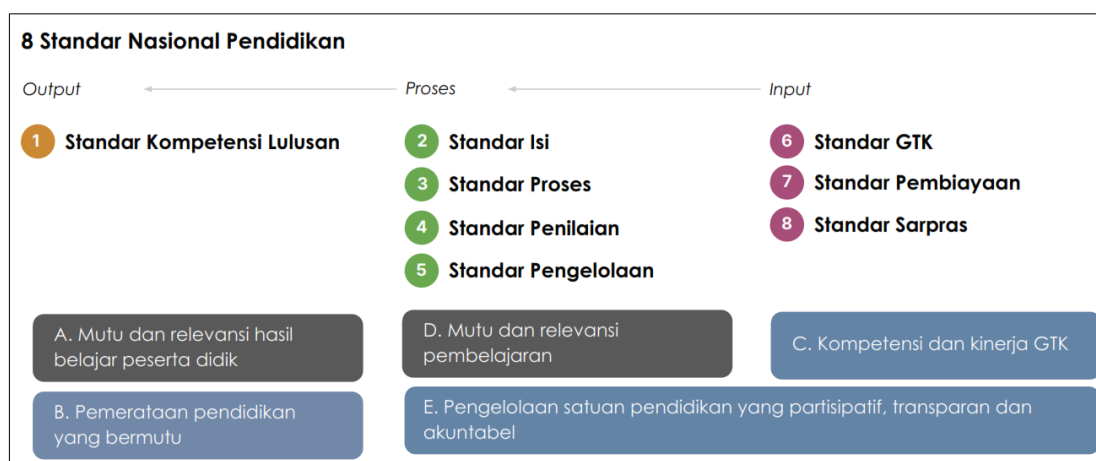 8 Standar Nasional Pendidikan
Output
Proses
Input
1 Standar Kompetensi Lulusan
2 Standar Isi
3 Standar Proses
4 Standar Penilaian
5 Standar Pengelolaan
6 Standar GTK
7 Standar Pembiayaan
8 Standar Sarpras
A. Mutu dan relevansi hasil
belajar peserta didik
D. Mutu dan relevansi
pembelajaran
C. Kompetensi dan kinerja GTK
B. Pemerataan pendidikan
yang bermutu
E. Pengelolaan satuan pendidikan yang partisipatif, transparan dan
akuntabel